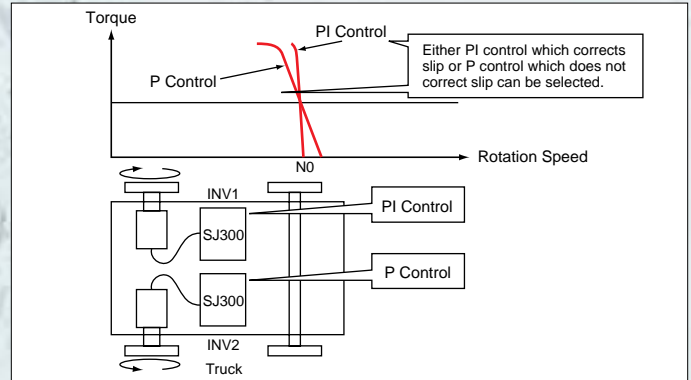 Torque
PI Control
P Control
Either PI control which corrects
slip or P control which does not
correct slip can be selected.
N0
Rotation Speed
INV1
SJ300
PI Control
SJ300
P Control
INV2
Truck